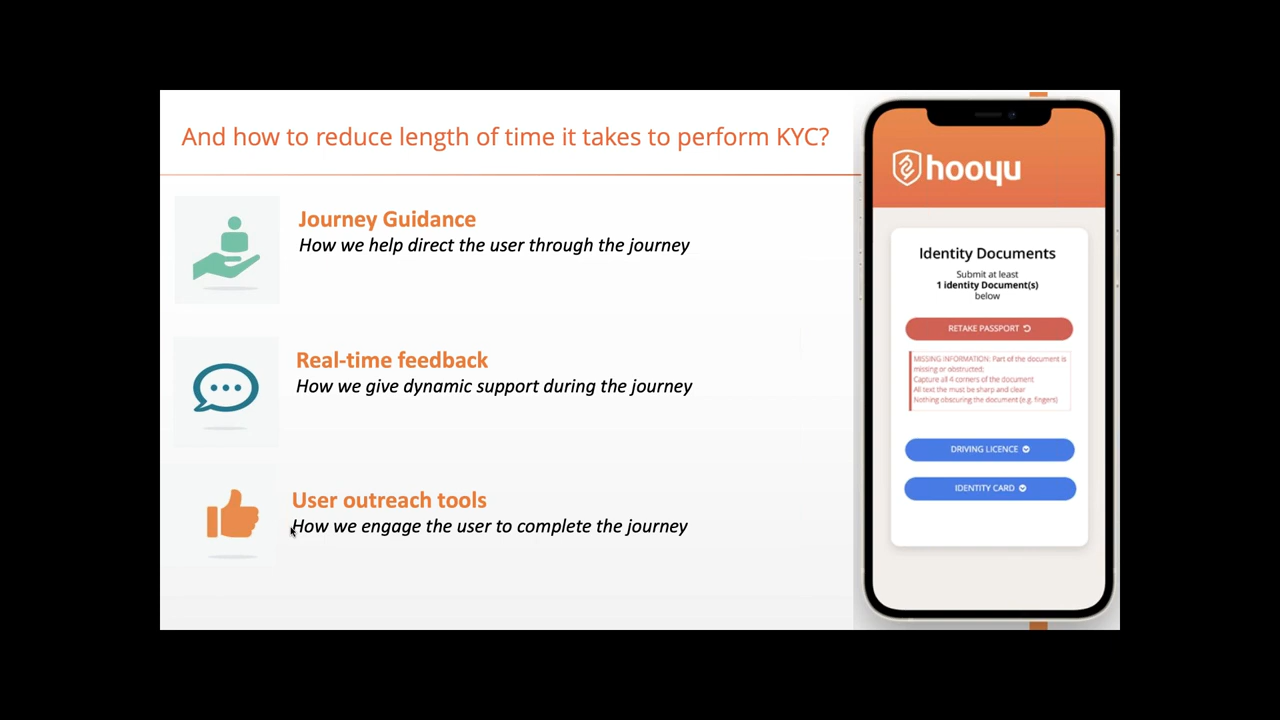 And how to reduce length of time it takes to perform KYC?
Journey Guidance
How we help direct the user through the journey
Real-time feedback
How we give dynamic support during the journey
User outreach tools
How we engage the user to complete the journey
hooyu
Identity Documents
Submit at least
1 identity Document(s)
below
RETAKE PASSPORT
MISSING INFORMATION: Part of the document is
missing or obstructed;
Capture all 4 corners of the document
All text the must be sharp and clear
Nothing obscuring the document (e.g. fingers)
DRIVING LICENCE
IDENTITY CARD